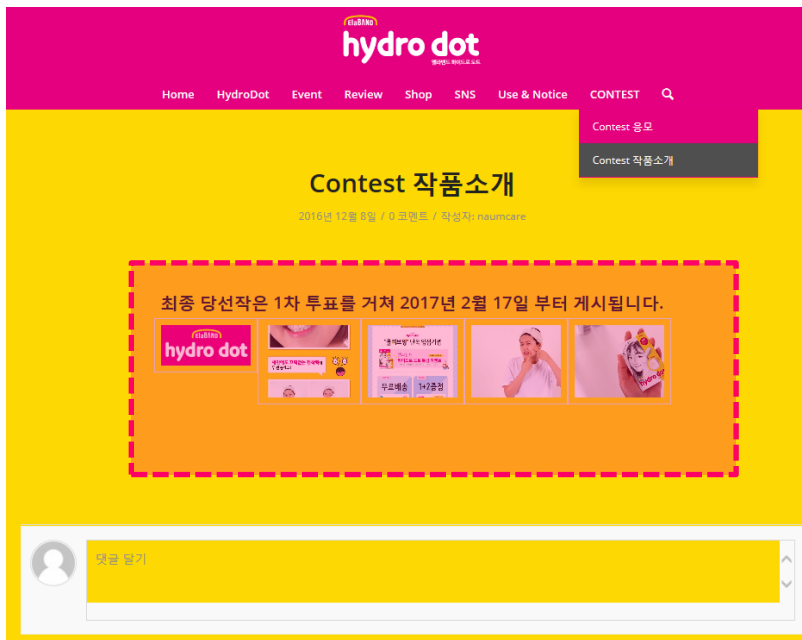 ElaBAND
hydro dot
엘라밴드 하이드로 도트
Home HydroDot Event Review Shop SNS Use & Notice CONTEST
Contest 응모
Contest 작품소개
Contest 작품소개
2016년 12월 8일 / 0 코멘트 / 작성자: naumcare
최종 당선작은 1차 투표를 거쳐 2017년 2월 17일 부터 게시됩니다.
ElaBAND
hydro dot
무료배송 1+2증정
hydro dot
댓글 달기